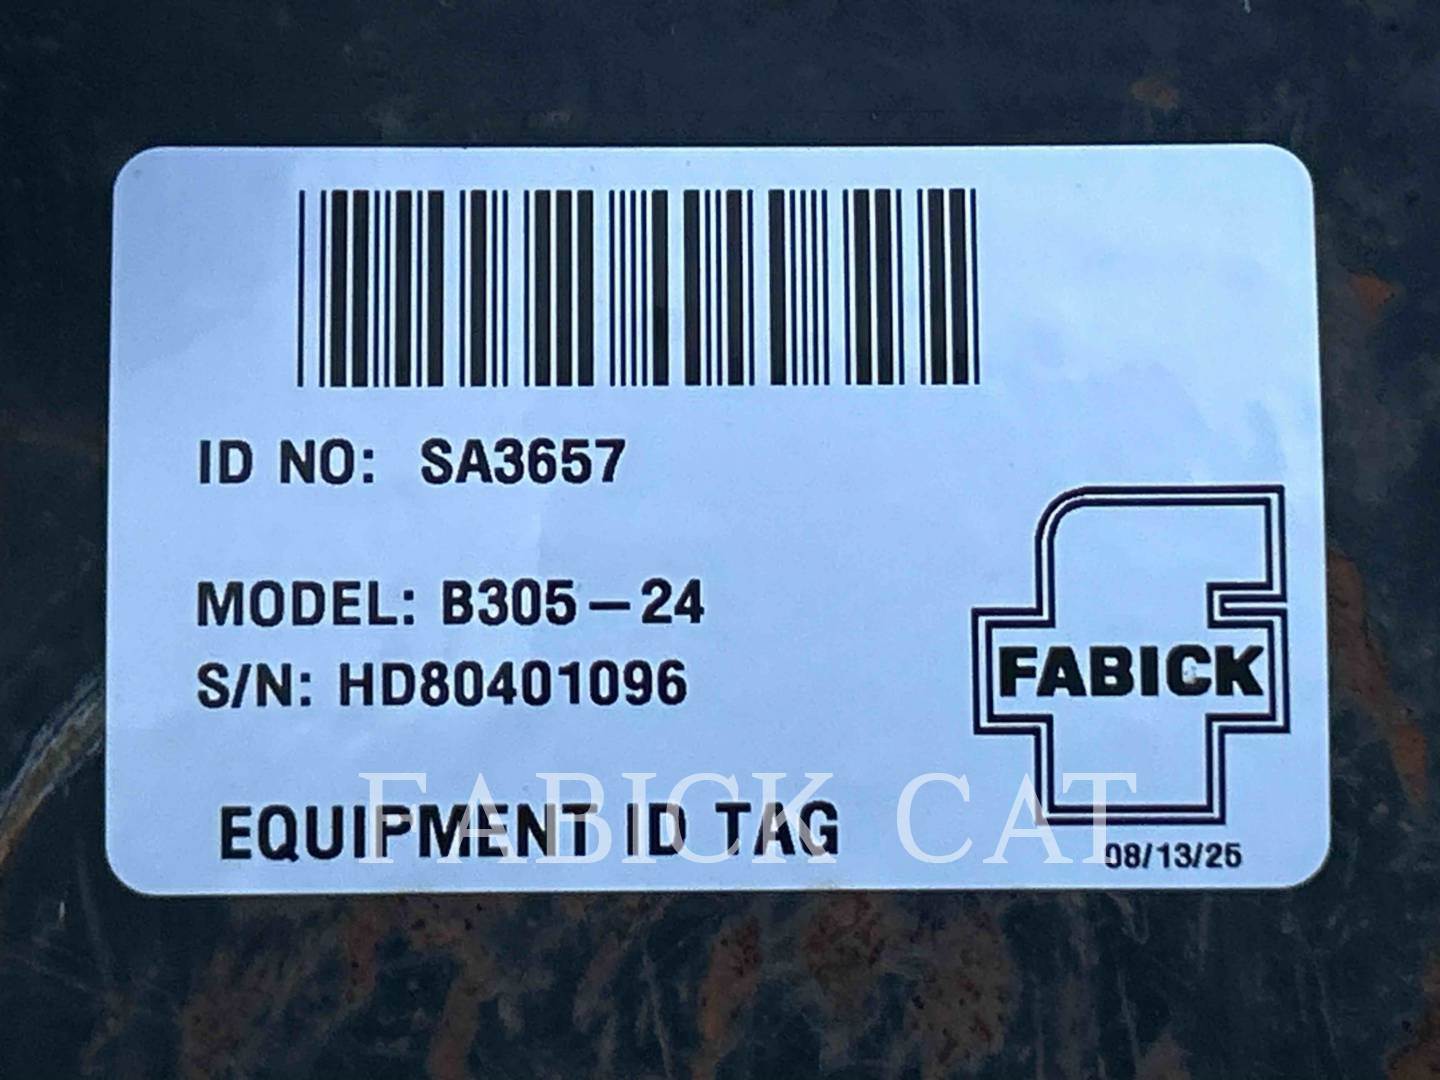 ID NO: SA3657
MODEL: B305-24
S/N: HD80401096
FABICK
EQUIPMENT ID TAG
FABICK CAT
08/13/25